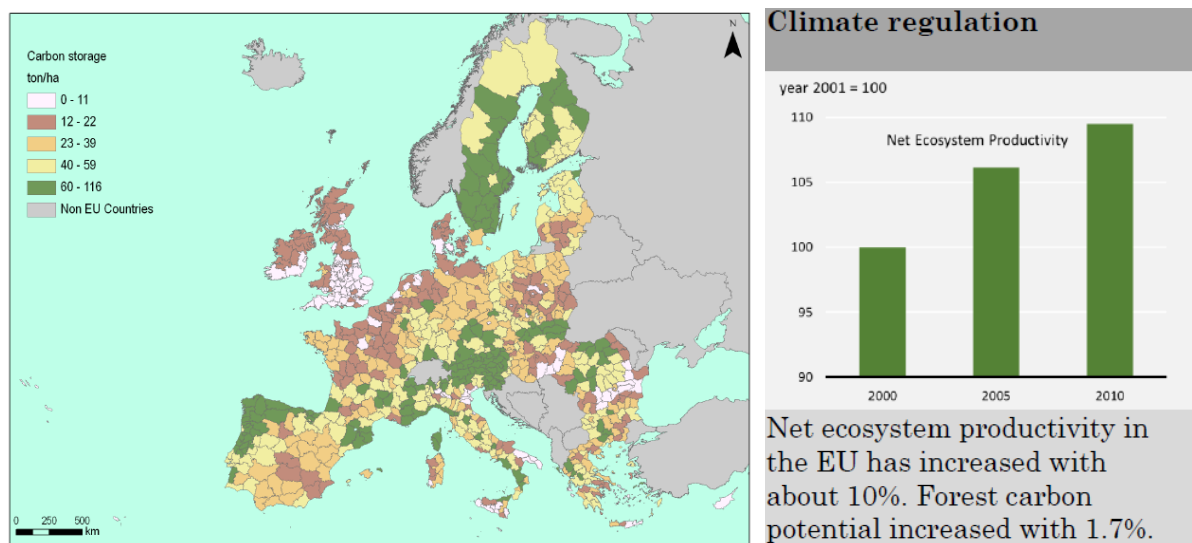 Carbon storage
ton/ha
0 - 11
12 - 22
23 - 39
40 - 59
60 - 116
Non EU Countries
N
0 250 500
km
Climate regulation
year 2001 = 100
Net Ecosystem Productivity
110
105
100
95
90
2000 2005 2010
Net ecosystem productivity in
the EU has increased with
about 10%. Forest carbon
potential increased with 1.7%.